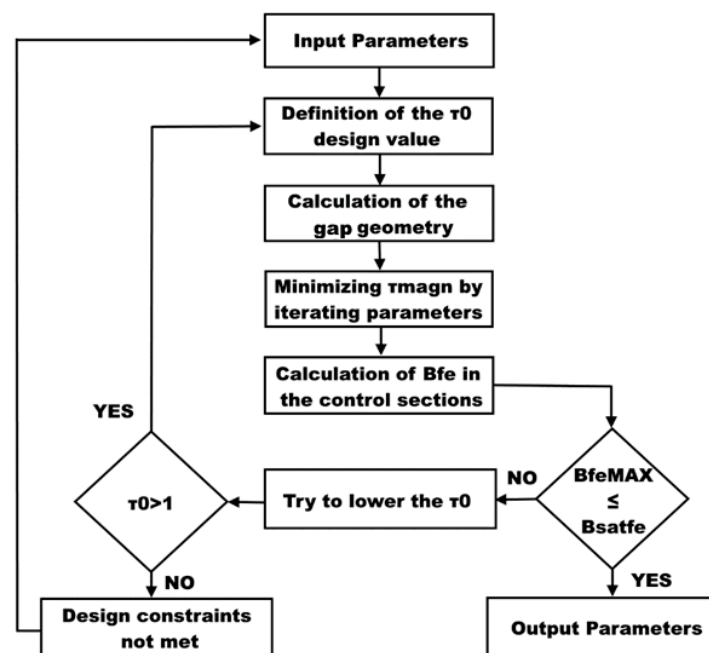 Input Parameters
Definition of the τ0
design value
Calculation of the
gap geometry
Minimizing τmagn by
iterating parameters
Calculation of Bfe in
the control sections
YES
BfeMAX
≤
Bsatfe
NO
Try to lower the τ0
τ0>1
NO
YES
Design constraints
not met
Output Parameters